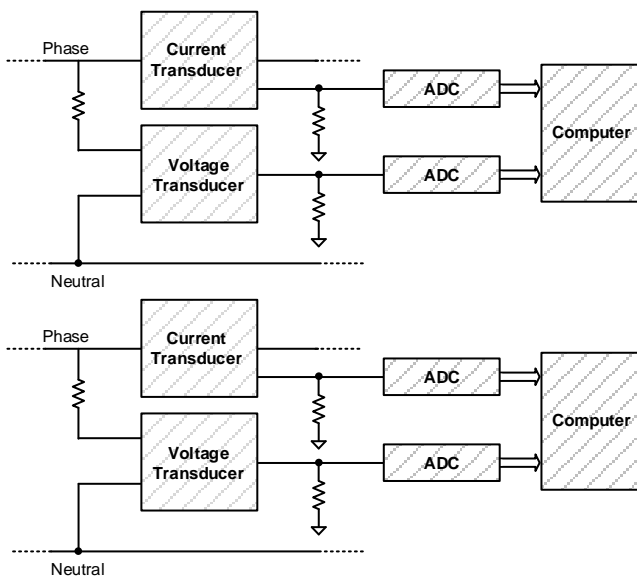 Phase
Current
Transducer
ADC
Computer
Voltage
Transducer
ADC
Neutral
Phase
Current
Transducer
ADC
Computer
Voltage
Transducer
ADC
Neutral